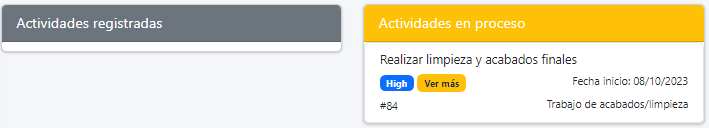 Actividades registradas
Actividades en proceso
Realizar limpieza y acabados finales
High Ver más Fecha inicio: 08/10/2023
#84 Trabajo de acabados/limpieza